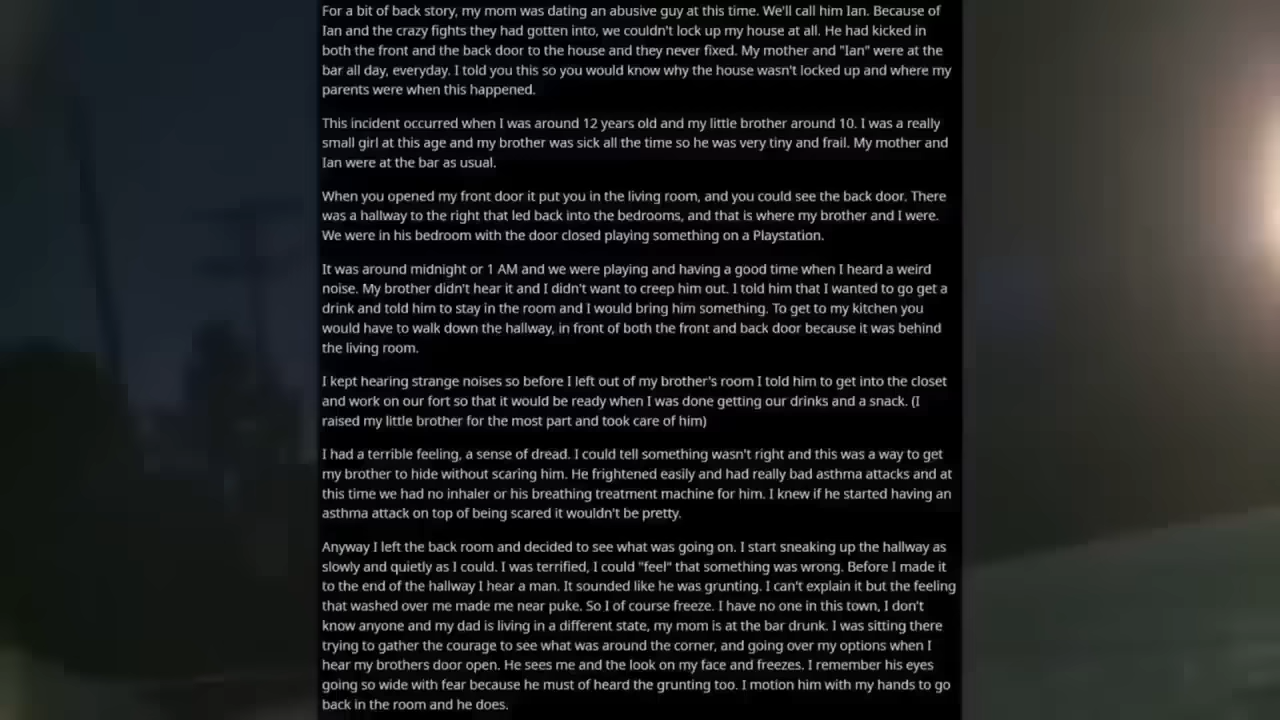 For a bit of back story, my mom was dating an abusive guy at this time. We'll call him Ian. Because of
Ian and the crazy fights they had gotten into, we couldn't lock up my house at all. He had kicked in
both the front and the back door to the house and they never fixed. My mother and "Ian" were at the
bar all day, everyday. I told you this so you would know why the house wasn't locked up and where my
parents were when this happened.
This incident occurred when I was around 12 years old and my little brother around 10. I was a really
small girl at this age and my brother was sick all the time so he was very tiny and frail. My mother and
Ian were at the bar as usual.
When you opened my front door it put you in the living room, and you could see the back door. There
was a hallway to the right that led back into the bedrooms, and that is where my brother and I were.
We were in his bedroom with the door closed playing something on a Playstation.
It was around midnight or 1 AM and we were playing and having a good time when I heard a weird
noise. My brother didn't hear it and I didn't want to creep him out. I told him that I wanted to go get a
drink and told him to stay in the room and I would bring him something. To get to my kitchen you
would have to walk down the hallway, in front of both the front and back door because it was behind
the living room.
I kept hearing strange noises so before I left out of my brother's room I told him to get into the closet
and work on our fort so that it would be ready when I was done getting our drinks and a snack. (I
raised my little brother for the most part and took care of him)
I had a terrible feeling, a sense of dread. I could tell something wasn't right and this was a way to get
my brother to hide without scaring him. He frightened easily and had really bad asthma attacks and at
this time we had no inhaler or his breathing treatment machine for him. I knew if he started having an
asthma attack on top of being scared it wouldn't be pretty.
Anyway I left the back room and decided to see what was going on. I start sneaking up the hallway as
slowly and quietly as I could. I was terrified, I could "feel" that something was wrong. Before I made it
to the end of the hallway I hear a man. It sounded like he was grunting. I can't explain it but the feeling
that washed over me made me near puke. So I of course freeze. I have no one in this town, I don't
know anyone and my dad is living in a different state, my mom is at the bar drunk. I was sitting there
trying to gather the courage to see what was around the corner, and going over my options when I
hear my brothers door open. He sees me and the look on my face and freezes. I remember his eyes
going so wide with fear because he must of heard the grunting too. I motion him with my hands to go
back in the room and he does.